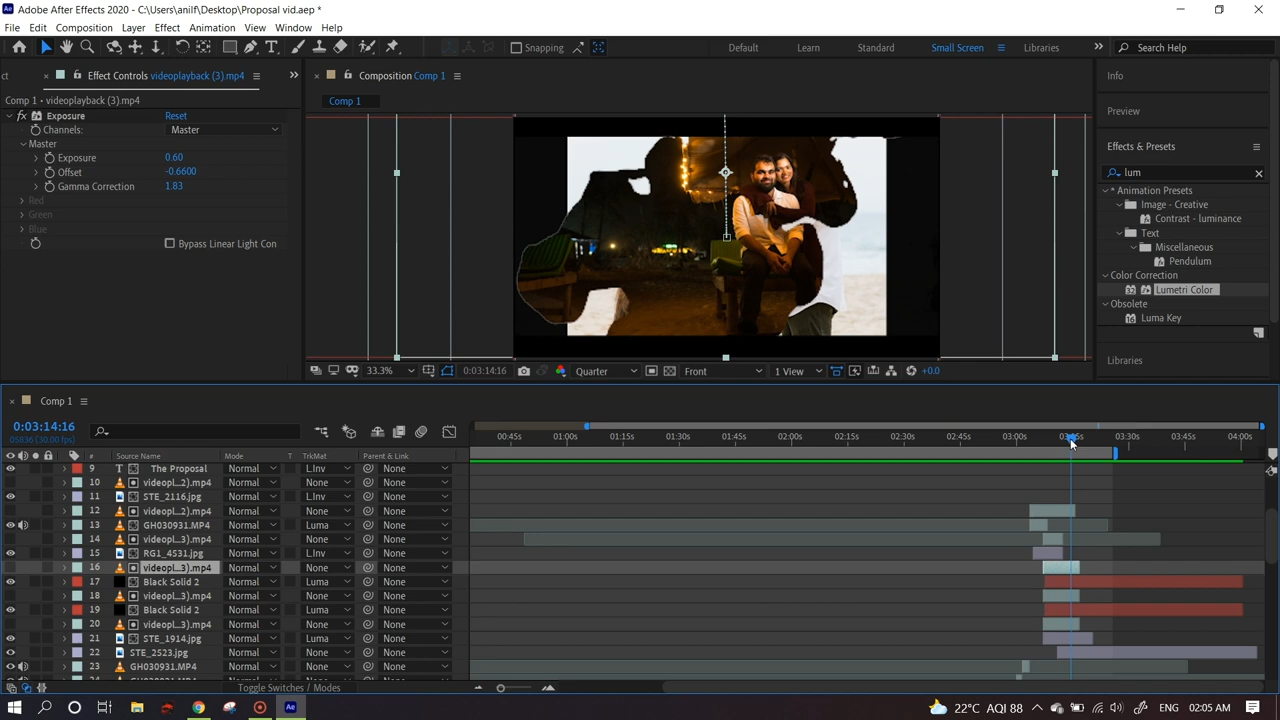 Adobe After Effects 2020 - C:\Users\anilf\Desktop\Proposal vid.aep *
File Edit Composition Layer Effect Animation View Window Help
Snapping Default Learn Standard Small Screen Libraries Search Help
ct Effect Controls videoplayback (3).mp4 Composition Comp 1 Info
Comp 1 • videoplayback (3).mp4 Comp 1
fx Exposure Reset Preview
Channels: Master
Master Effects & Presets
Exposure 0.60
Offset -0.6600 lum
Gamma Correction 1.83 * Animation Presets
Red Image - Creative
Green Contrast - luminance
Blue Text
Bypass Linear Light Con Miscellaneous
Pendulum
Color Correction
Lumetri Color
Obsolete
Luma Key
Libraries
33.3% 0:03:14:16 Quarter Front 1 View +0.0
Comp 1
0:03:14:16
05836 (30.00 fps)
00:45s 01:00s 01:15s 01:30s 01:45s 02:00s 02:15s 02:30s 02:45s 03:00s 03:15s 03:30s 03:45s 04:00s
# Source Name Mode T TrkMat Parent & Link
9 T The Proposal Normal L.Inv None
10 videopl...2).mp4 Normal None None
11 STE_2116.jpg Normal L.Inv None
12 videopl...2).mp4 Normal None None
13 GH030931.MP4 Normal Luma None
14 videopl...3).mp4 Normal None None
15 RG1_4531.jpg Normal L.Inv None
16 videopl...3).mp4 Normal None None
17 Black Solid 2 Normal Luma None
18 videopl...3).mp4 Normal None None
19 Black Solid 2 Normal Luma None
20 videopl...3).mp4 Normal None None
21 STE_1914.jpg Normal Luma None
22 STE_2523.jpg Normal None None
23 GH030931.MP4 Normal None None
Toggle Switches / Modes
22°C AQI 88 ENG 02:05 AM